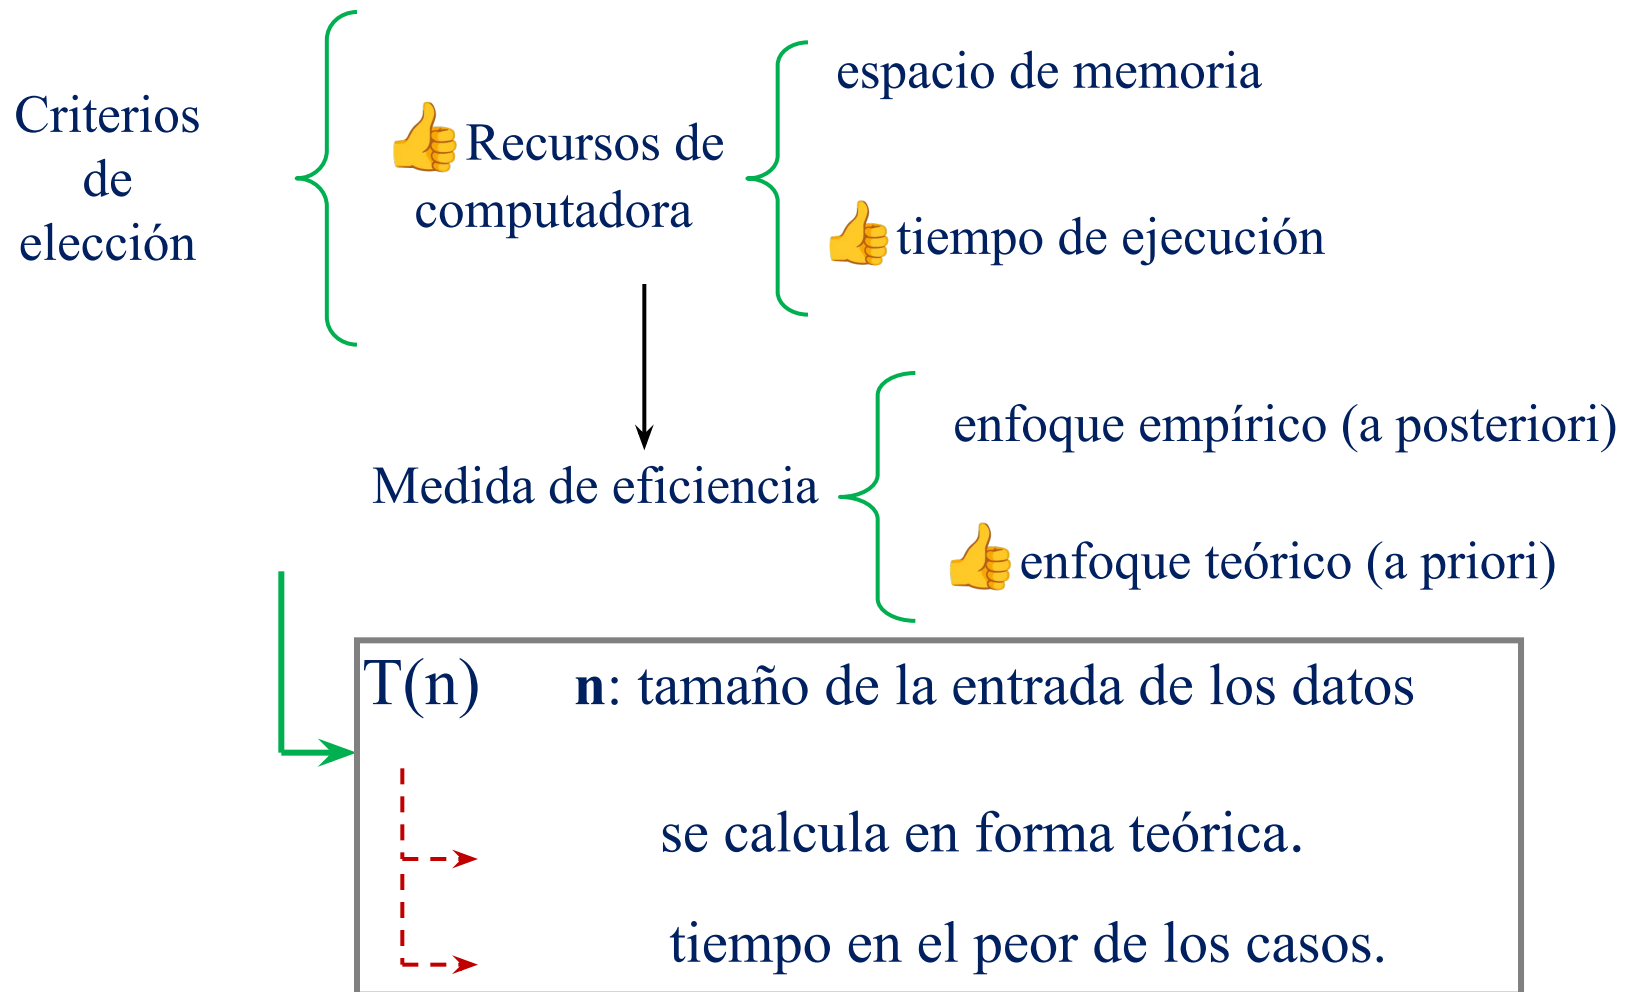 Criterios
de
elección
👍 Recursos de
computadora
espacio de memoria
👍 tiempo de ejecución
Medida de eficiencia
enfoque empírico (a posteriori)
👍 enfoque teórico (a priori)
T(n) n: tamaño de la entrada de los datos
se calcula en forma teórica.
tiempo en el peor de los casos.